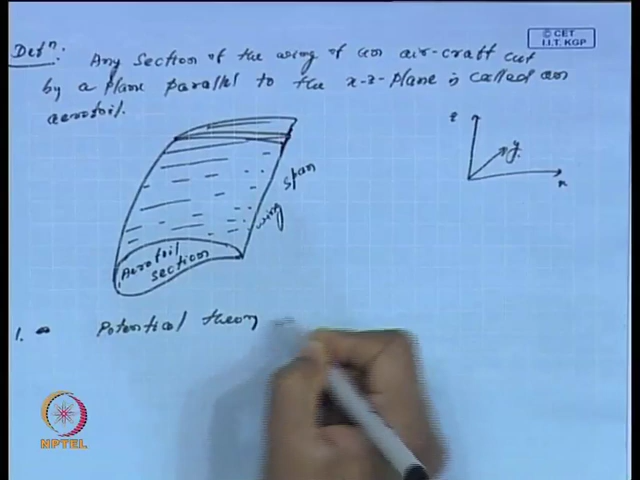 © CET
I.I.T. KGP
Defⁿ: Any section of the wing of an air-craft cut
by a plane parallel to the x-z-plane is called an
aerofoil.
z
y
x
span
wing
Aerofoil
section
1. Potential theory
NPTEL